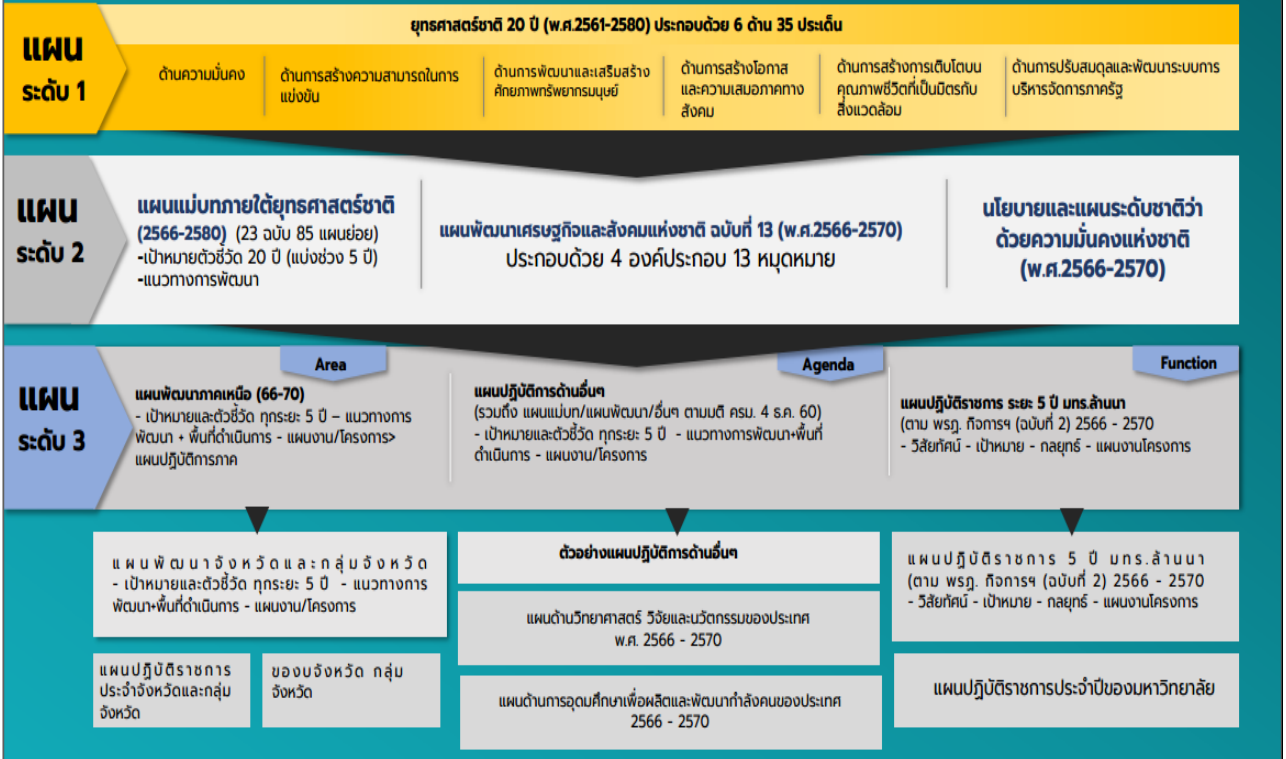 แผน
ระดับ 1
ยุทธศาสตร์ชาติ 20 ปี (พ.ศ.2561-2580) ประกอบด้วย 6 ด้าน 35 ประเด็น
ด้านความมั่นคง
ด้านการสร้างความสามารถในการ
แข่งขัน
ด้านการพัฒนาและเสริมสร้าง
ศักยภาพทรัพยากรมนุษย์
ด้านการสร้างโอกาส
และความเสมอภาคทาง
สังคม
ด้านการสร้างการเติบโตบน
คุณภาพชีวิตที่เป็นมิตรกับ
สิ่งแวดล้อม
ด้านการปรับสมดุลและพัฒนาระบบการ
บริหารจัดการภาครัฐ
แผน
ระดับ 2
แผนแม่บทภายใต้ยุทธศาสตร์ชาติ
(2566-2580) (23 ฉบับ 85 แผนย่อย)
-เป้าหมายตัวชี้วัด 20 ปี (แบ่งช่วง 5 ปี)
-แนวทางการพัฒนา
แผนพัฒนาเศรษฐกิจและสังคมแห่งชาติ ฉบับที่ 13 (พ.ศ.2566-2570)
ประกอบด้วย 4 องค์ประกอบ 13 หมุดหมาย
นโยบายและแผนระดับชาติว่า
ด้วยความมั่นคงแห่งชาติ
(พ.ศ.2566-2570)
แผน
ระดับ 3
Area
แผนพัฒนาภาคเหนือ (66-70)
- เป้าหมายและตัวชี้วัด ทุกระยะ 5 ปี – แนวทางการ
พัฒนา + พื้นที่ดำเนินการ - แผนงาน/โครงการ>
แผนปฏิบัติการภาค
Agenda
แผนปฏิบัติการด้านอื่นๆ
(รวมถึง แผนแม่บท/แผนพัฒนา/อื่นๆ ตามมติ ครม. 4 ธ.ค. 60)
- เป้าหมายและตัวชี้วัด ทุกระยะ 5 ปี - แนวทางการพัฒนา+พื้นที่
ดำเนินการ - แผนงาน/โครงการ
Function
แผนปฏิบัติราชการ ระยะ 5 ปี มทร.ล้านนา
(ตาม พรฎ. กิจการฯ (ฉบับที่ 2) 2566 - 2570
- วิสัยทัศน์ - เป้าหมาย - กลยุทธ์ - แผนงานโครงการ
แผนพัฒนาจังหวัดและกลุ่มจังหวัด
- เป้าหมายและตัวชี้วัด ทุกระยะ 5 ปี - แนวทางการ
พัฒนา+พื้นที่ดำเนินการ - แผนงาน/โครงการ
แผนปฏิบัติราชการ
ประจำจังหวัดและกลุ่ม
จังหวัด
ของบจังหวัด กลุ่ม
จังหวัด
ตัวอย่างแผนปฏิบัติการด้านอื่นๆ
แผนด้านวิทยาศาสตร์ วิจัยและนวัตกรรมของประเทศ
พ.ศ. 2566 - 2570
แผนด้านการอุดมศึกษาเพื่อผลิตและพัฒนากำลังคนของประเทศ
2566 - 2570
แผนปฏิบัติราชการ 5 ปี มทร.ล้านนา
(ตาม พรฎ. กิจการฯ (ฉบับที่ 2) 2566 - 2570
- วิสัยทัศน์ - เป้าหมาย - กลยุทธ์ - แผนงานโครงการ
แผนปฏิบัติราชการประจำปีของมหาวิทยาลัย